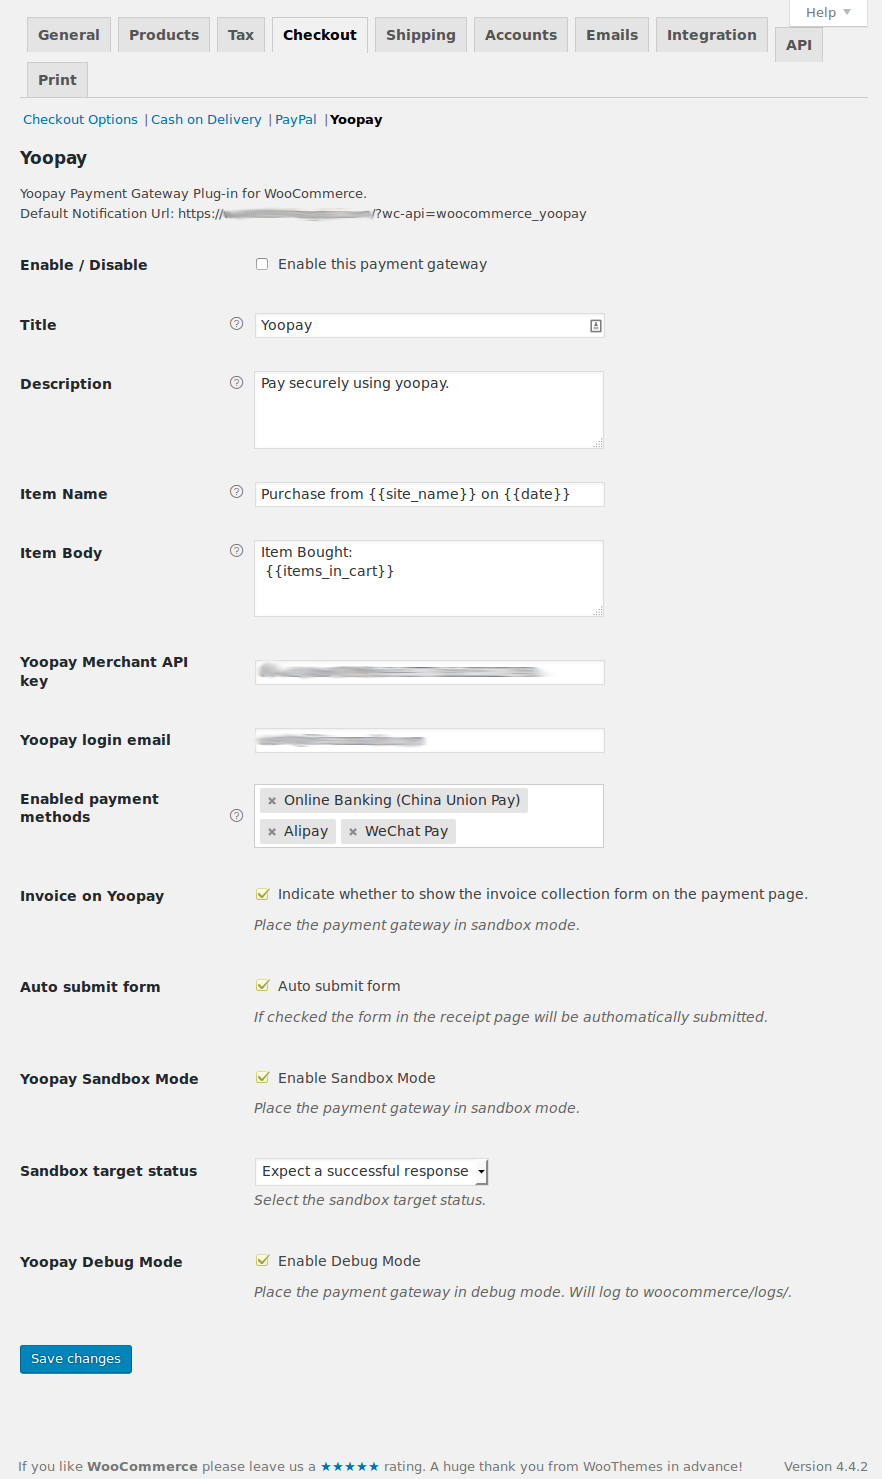 Help
General Products Tax Checkout Shipping Accounts Emails Integration API
Print
Checkout Options | Cash on Delivery | PayPal | Yoopay
Yoopay
Yoopay Payment Gateway Plug-in for WooCommerce.
Default Notification Url: https:// /?wc-api=woocommerce_yoopay
Enable / Disable Enable this payment gateway
Title ? Yoopay
Description ? Pay securely using yoopay.
Item Name ? Purchase from {{site_name}} on {{date}}
Item Body ? Item Bought:
{{items_in_cart}}
Yoopay Merchant API
key
Yoopay login email
Enabled payment
methods ?
× Online Banking (China Union Pay)
× Alipay × WeChat Pay
Invoice on Yoopay Indicate whether to show the invoice collection form on the payment page.
Place the payment gateway in sandbox mode.
Auto submit form Auto submit form
If checked the form in the receipt page will be authomatically submitted.
Yoopay Sandbox Mode Enable Sandbox Mode
Place the payment gateway in sandbox mode.
Sandbox target status Expect a successful response
Select the sandbox target status.
Yoopay Debug Mode Enable Debug Mode
Place the payment gateway in debug mode. Will log to woocommerce/logs/.
Save changes
If you like WooCommerce please leave us a ★★★★★ rating. A huge thank you from WooThemes in advance! Version 4.4.2